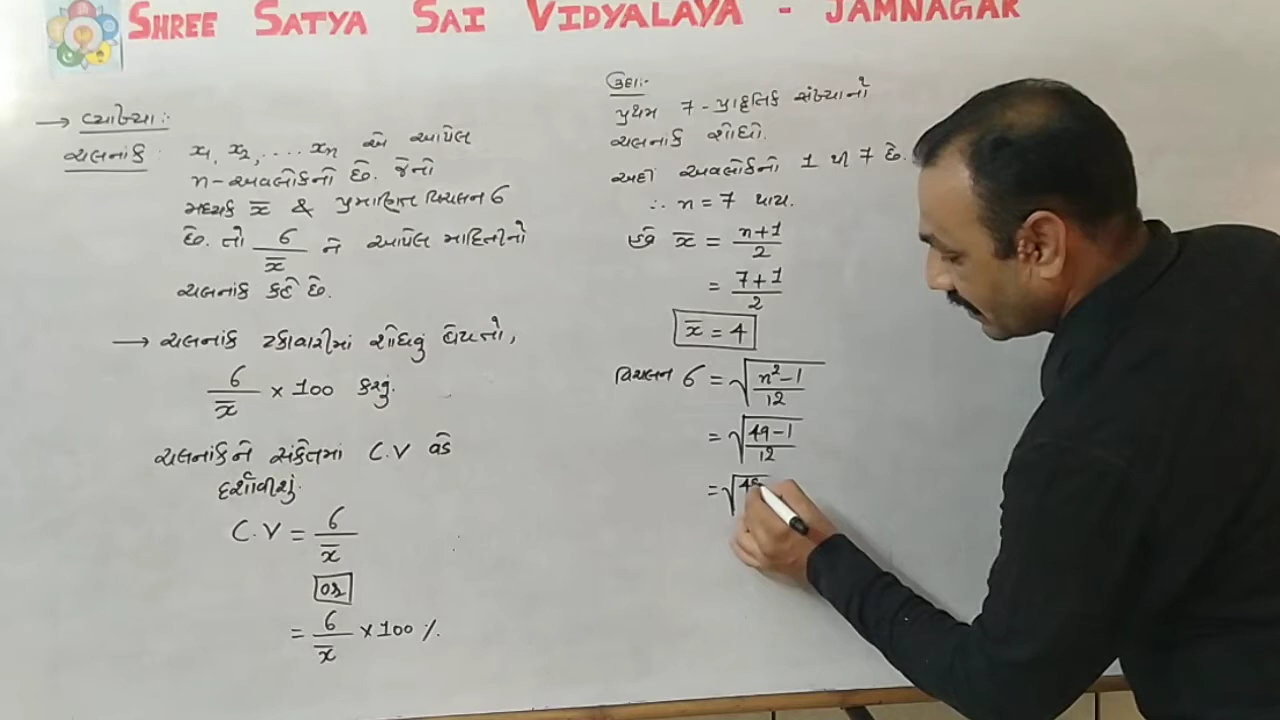 SHREE SATYA SAI VIDYALAYA - JAMNAGAR
→ વ્યાખ્યા :-
ચલનાંક : x₁, x₂, .... xₙ એ આપેલ
n-અવલોકનો છે. જેનો
મધ્યક x̄ & પ્રમાણિત વિચલન σ
છે. તો σ/x̄ ને આપેલ માહિતીનો
ચલનાંક કહે છે.
→ ચલનાંક ટકાવારીમાં શોધવું હોય તો,
σ/x̄ × 100 કરવું.
ચલનાંકને સંકેતમાં C.V વડે
દર્શાવીશું.
C.V = σ/x̄
or
= σ/x̄ × 100 %.
ઉદા:-
પ્રથમ 7-પ્રાકૃતિક સંખ્યાનો
ચલનાંક શોધો.
અહીં અવલોકનો 1 થી 7 છે.
∴ n = 7 થાય.
હવે x̄ = n+1/2
= 7+1/2
x̄ = 4
વિચલન σ = √(n²-1/12)
= √(49-1/12)
= √48